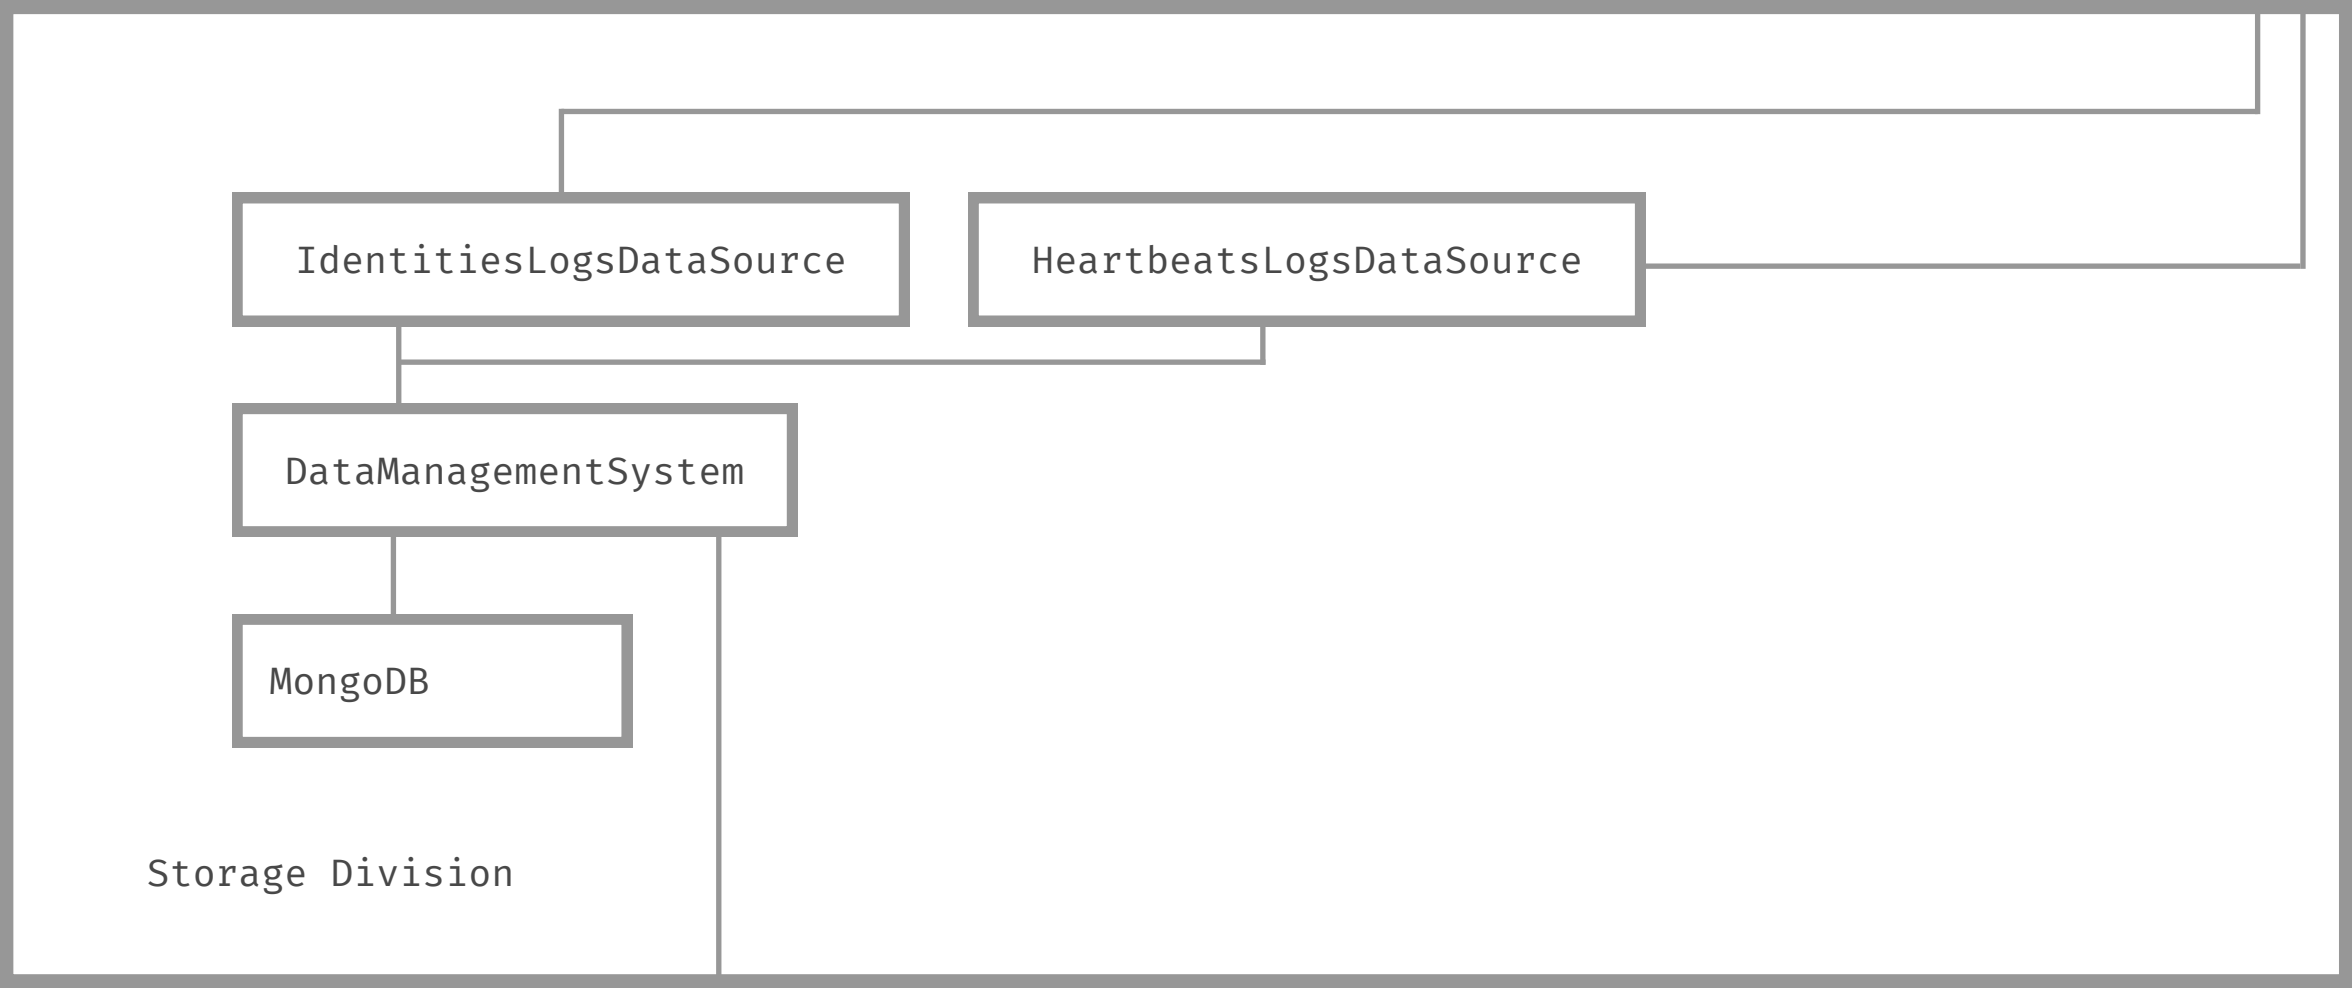 IdentitiesLogsDataSource
HeartbeatsLogsDataSource
DataManagementSystem
MongoDB
Storage Division